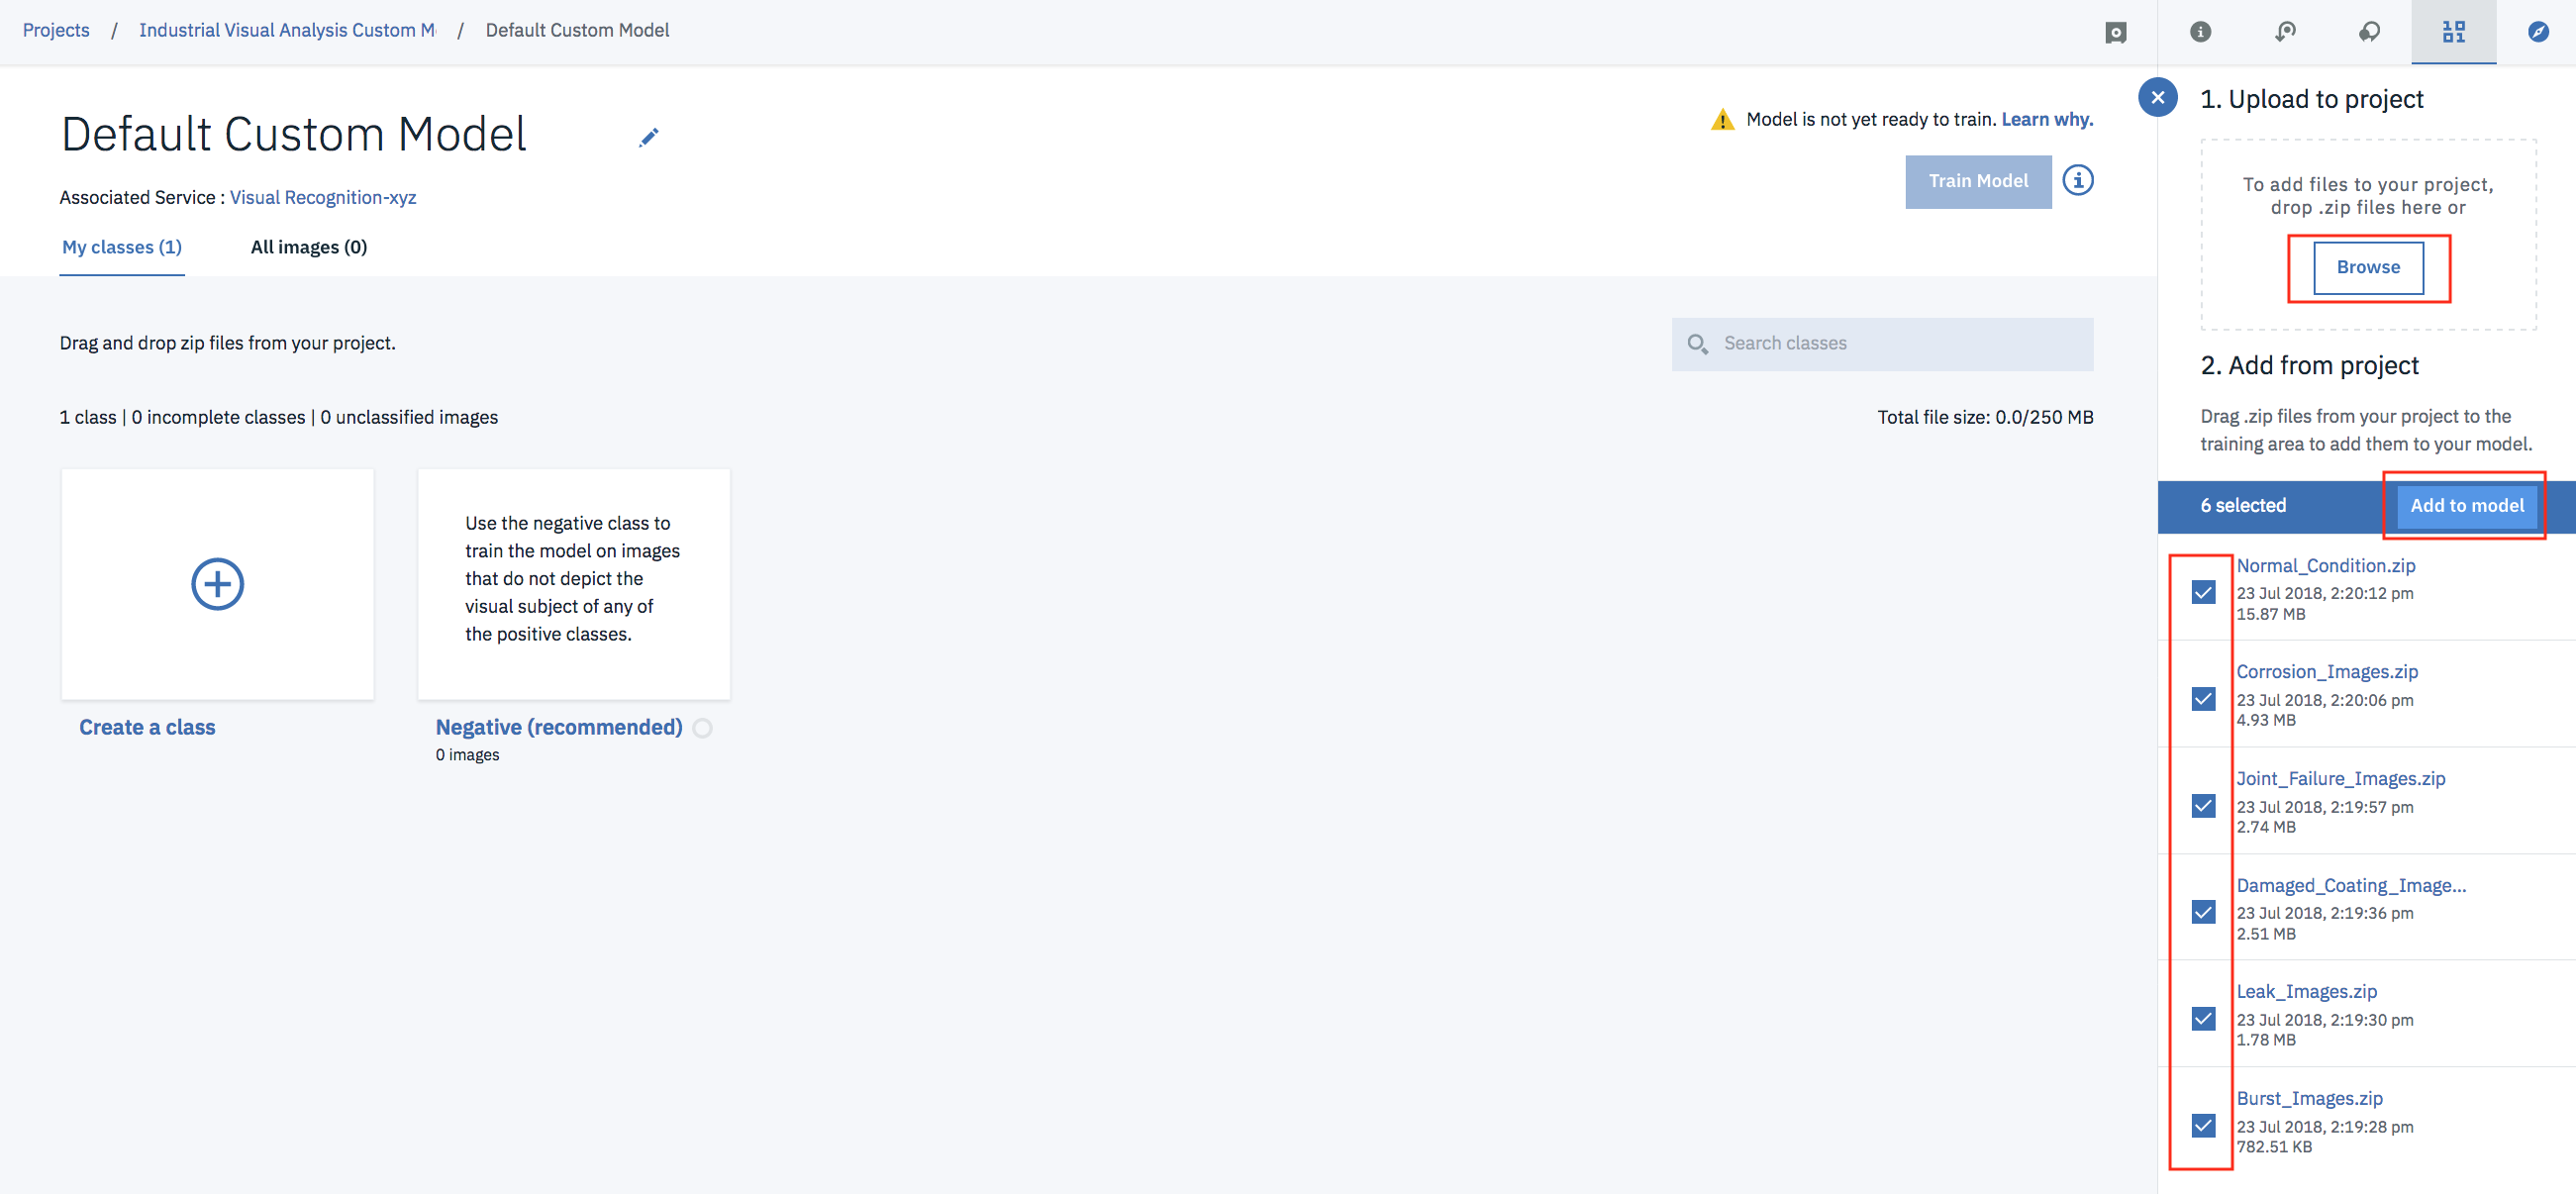 Projects / Industrial Visual Analysis Custom M / Default Custom Model
Default Custom Model
Associated Service : Visual Recognition-xyz
Model is not yet ready to train. Learn why.
Train Model
My classes (1)
All images (0)
Drag and drop zip files from your project.
Search classes
1 class | 0 incomplete classes | 0 unclassified images
Total file size: 0.0/250 MB
Create a class
Use the negative class to
train the model on images
that do not depict the
visual subject of any of
the positive classes.
Negative (recommended)
0 images
1. Upload to project
To add files to your project,
drop .zip files here or
Browse
2. Add from project
Drag .zip files from your project to the
training area to add them to your model.
6 selected
Add to model
Normal_Condition.zip
23 Jul 2018, 2:20:12 pm
15.87 MB
Corrosion_Images.zip
23 Jul 2018, 2:20:06 pm
4.93 MB
Joint_Failure_Images.zip
23 Jul 2018, 2:19:57 pm
2.74 MB
Damaged_Coating_Image...
23 Jul 2018, 2:19:36 pm
2.51 MB
Leak_Images.zip
23 Jul 2018, 2:19:30 pm
1.78 MB
Burst_Images.zip
23 Jul 2018, 2:19:28 pm
782.51 KB